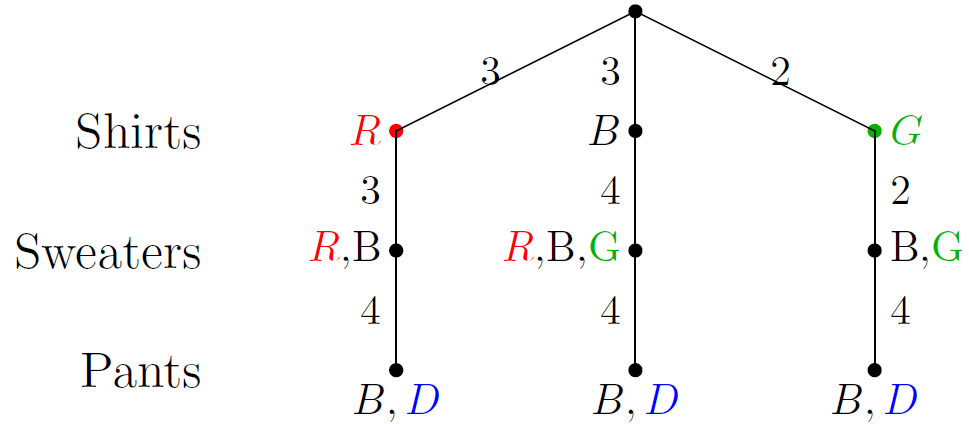 3 3 2
Shirts R B G
3 4 2
Sweaters R,B R,B,G B,G
4 4 4
Pants
B, D B, D B, D